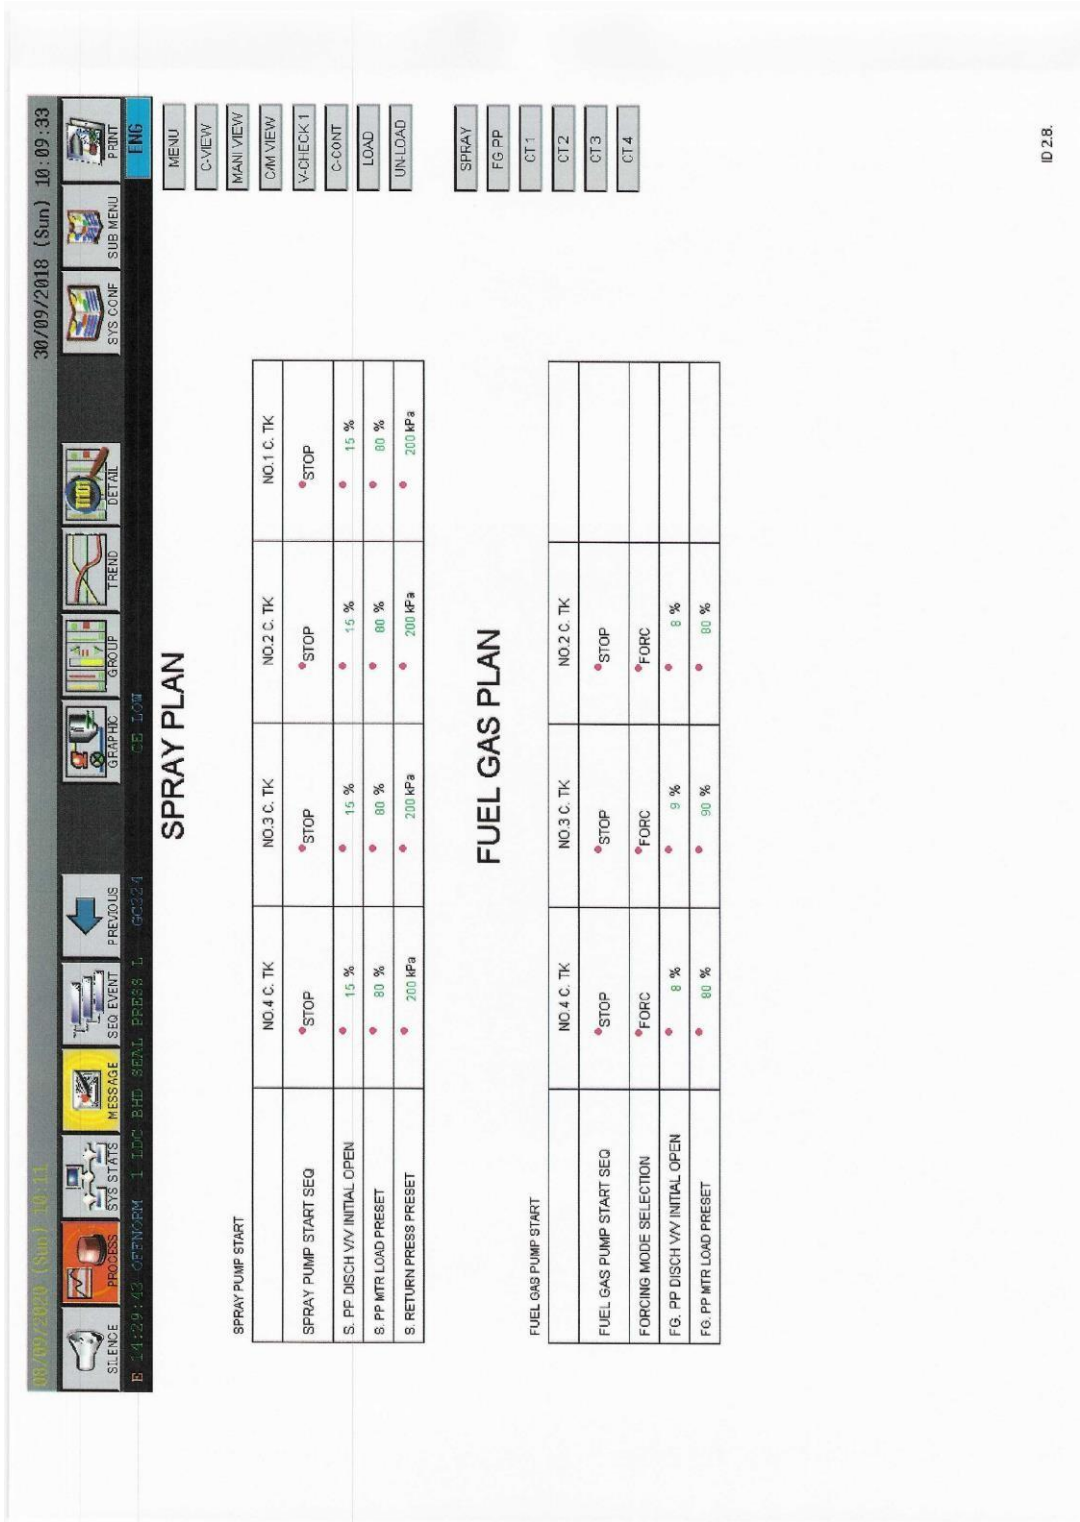 08/09/2020 (Sun) 10:11 30/09/2018 (Sun) 10:09:33
SILENCE PROCESS SYS STATS MESSAGE SEQ EVENT PREVIOUS GRAPHIC GROUP TREND DETAIL SYS CONF SUB MENU PRINT
E 14:29:43 OFFNORM 1 LDC BHD SEAL PRESS L GC324 CE LOW ENG
SPRAY PLAN
MENU
C-VIEW
MANI VIEW
C/M VIEW
V-CHECK 1
C-CONT
LOAD
UN-LOAD
SPRAY
FG PP
CT 1
CT 2
CT 3
CT 4
SPRAY PUMP START
NO.4 C. TK NO.3 C. TK NO.2 C. TK NO.1 C. TK
SPRAY PUMP START SEQ STOP STOP STOP STOP
S. PP DISCH V/V INITIAL OPEN 15 % 15 % 15 % 15 %
S. PP MTR LOAD PRESET 80 % 80 % 80 % 80 %
S. RETURN PRESS PRESET 200 kPa 200 kPa 200 kPa 200 kPa
FUEL GAS PLAN
FUEL GAS PUMP START
NO.4 C. TK NO.3 C. TK NO.2 C. TK
FUEL GAS PUMP START SEQ STOP STOP STOP
FORCING MODE SELECTION FORC FORC FORC
FG. PP DISCH V/V INITIAL OPEN 8 % 9 % 8 %
FG. PP MTR LOAD PRESET 80 % 90 % 80 %
ID 2.8.